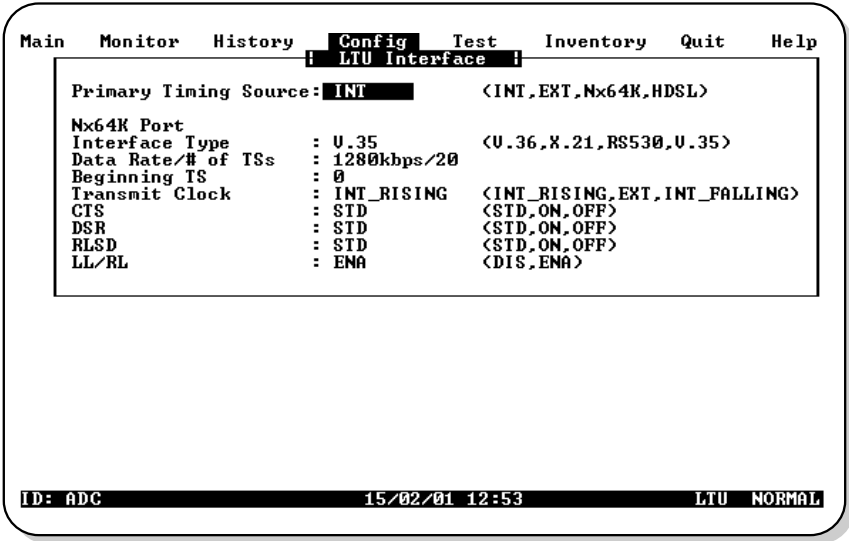 Main Monitor History Config Test Inventory Quit Help
LTU Interface
Primary Timing Source: INT (INT,EXT,Nx64K,HDSL)
Nx64K Port
Interface Type : V.35 (V.36,X.21,RS530,V.35)
Data Rate/# of TSs : 1280kbps/20
Beginning TS : 0
Transmit Clock : INT_RISING (INT_RISING,EXT,INT_FALLING)
CTS : STD (STD,ON,OFF)
DSR : STD (STD,ON,OFF)
RLSD : STD (STD,ON,OFF)
LL/RL : ENA (DIS,ENA)
ID: ADC 15/02/01 12:53 LTU NORMAL